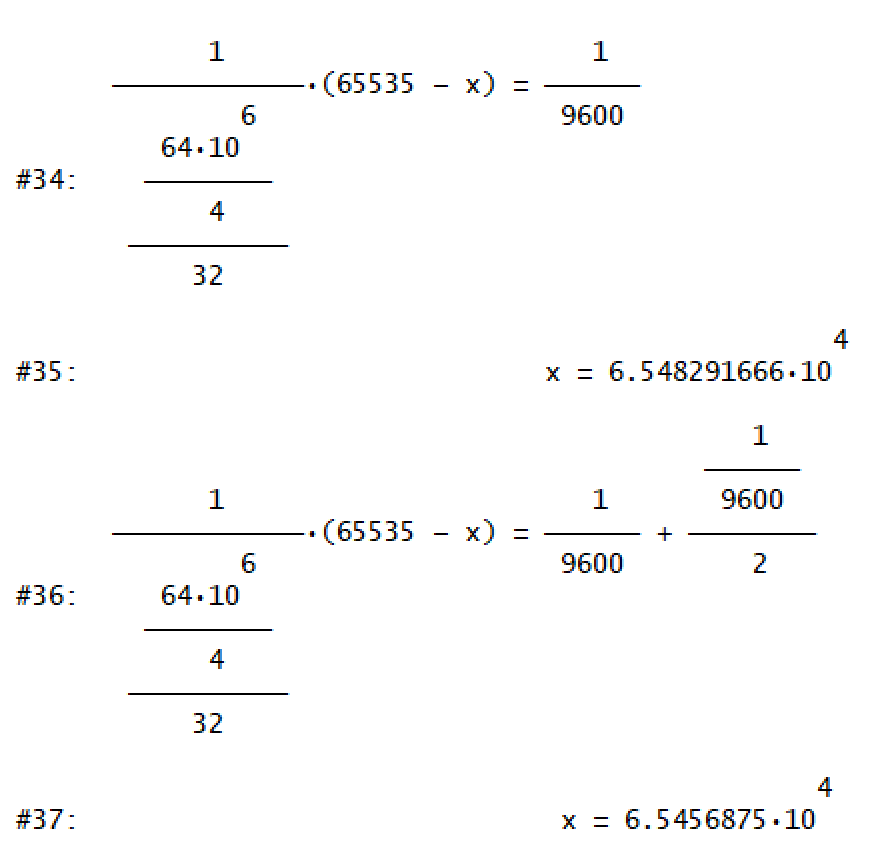 1 1
·(65535 – x) =
6 9600
64·10
#34:
4
32
4
#35: x = 6.548291666·10
1
1 1 9600
·(65535 – x) = +
6 9600 2
#36: 64·10
4
32
4
#37: x = 6.5456875·10